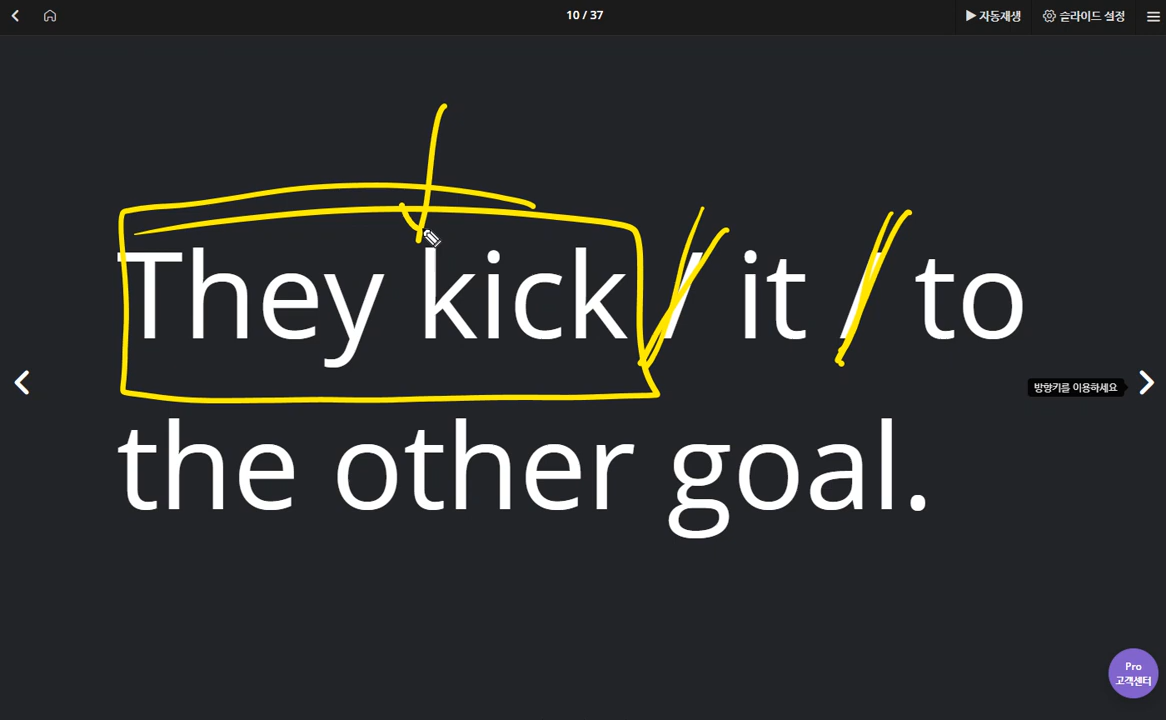 10 / 37
자동재생
슬라이드 설정
They kick / it / to
the other goal.
방향키를 이용하세요
Pro
고객센터